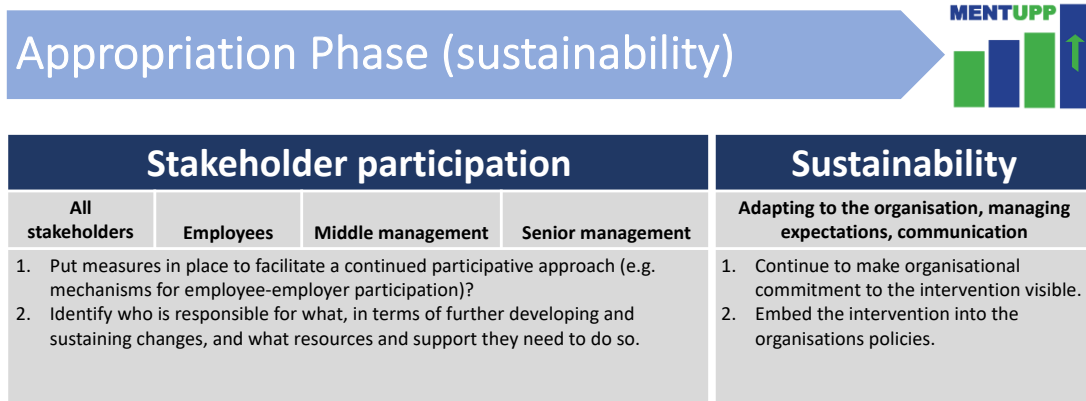 MENTUPP
Appropriation Phase (sustainability)
Stakeholder participation
All
stakeholders
Employees
Middle management
Senior management
1. Put measures in place to facilitate a continued participative approach (e.g.
mechanisms for employee-employer participation)?
2. Identify who is responsible for what, in terms of further developing and
sustaining changes, and what resources and support they need to do so.
Sustainability
Adapting to the organisation, managing
expectations, communication
1. Continue to make organisational
commitment to the intervention visible.
2. Embed the intervention into the
organisations policies.